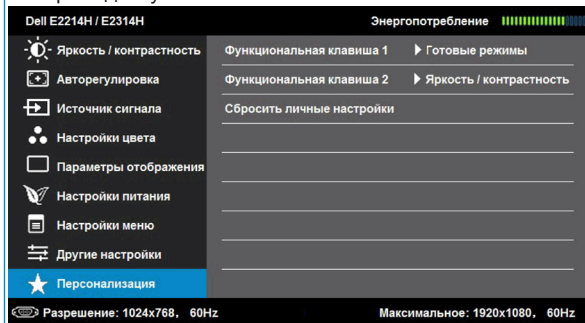 Dell E2214H / E2314H
Энергопотребление
Яркость / контрастность
Функциональная клавиша 1
Готовые режимы
Авторегулировка
Функциональная клавиша 2
Яркость / контрастность
Источник сигнала
Сбросить личные настройки
Настройки цвета
Параметры отображения
Настройки питания
Настройки меню
Другие настройки
Персонализация
Разрешение: 1024x768, 60Hz
Максимальное: 1920x1080, 60Hz